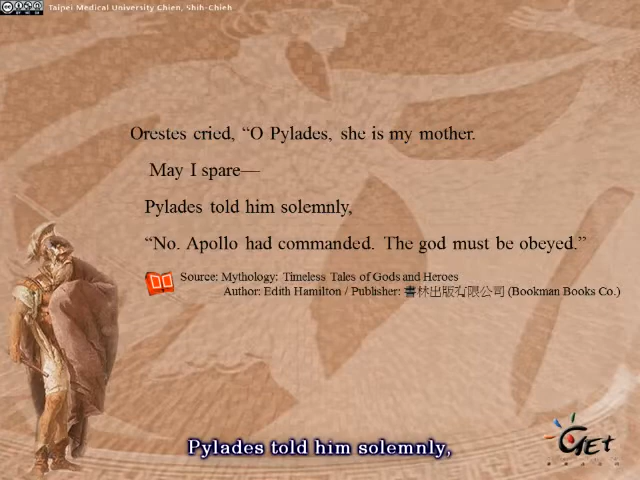 Taipei Medical University Chien, Shih-Chieh
Orestes cried, “O Pylades, she is my mother.
May I spare—
Pylades told him solemnly,
“No. Apollo had commanded. The god must be obeyed.”
Source: Mythology: Timeless Tales of Gods and Heroes
Author: Edith Hamilton / Publisher: 書林出版有限公司 (Bookman Books Co.)
Pylades told him solemnly,
GET